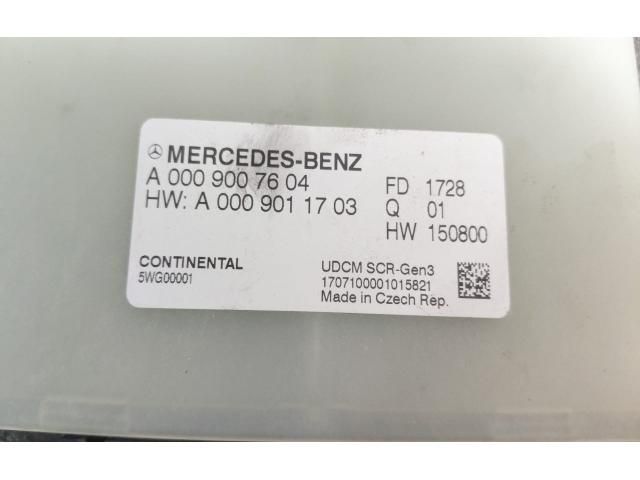 MERCEDES-BENZ
A 000 900 76 04
HW: A 000 901 17 03
FD 1728
Q 01
HW 150800
CONTINENTAL
5WG00001
UDCM SCR-Gen3
1707100001015821
Made in Czech Rep.